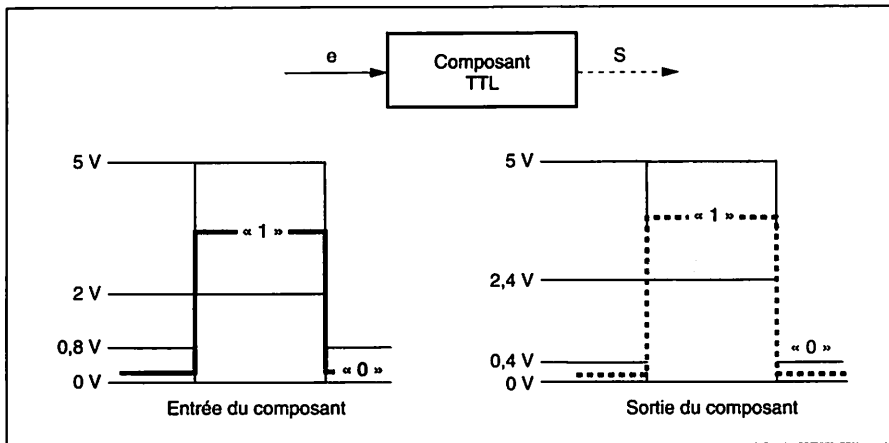 e
Composant
TTL
S
5 V
« 1 »
2 V
0,8 V
« 0 »
0 V
Entrée du composant
5 V
« 1 »
2,4 V
« 0 »
0,4 V
0 V
Sortie du composant